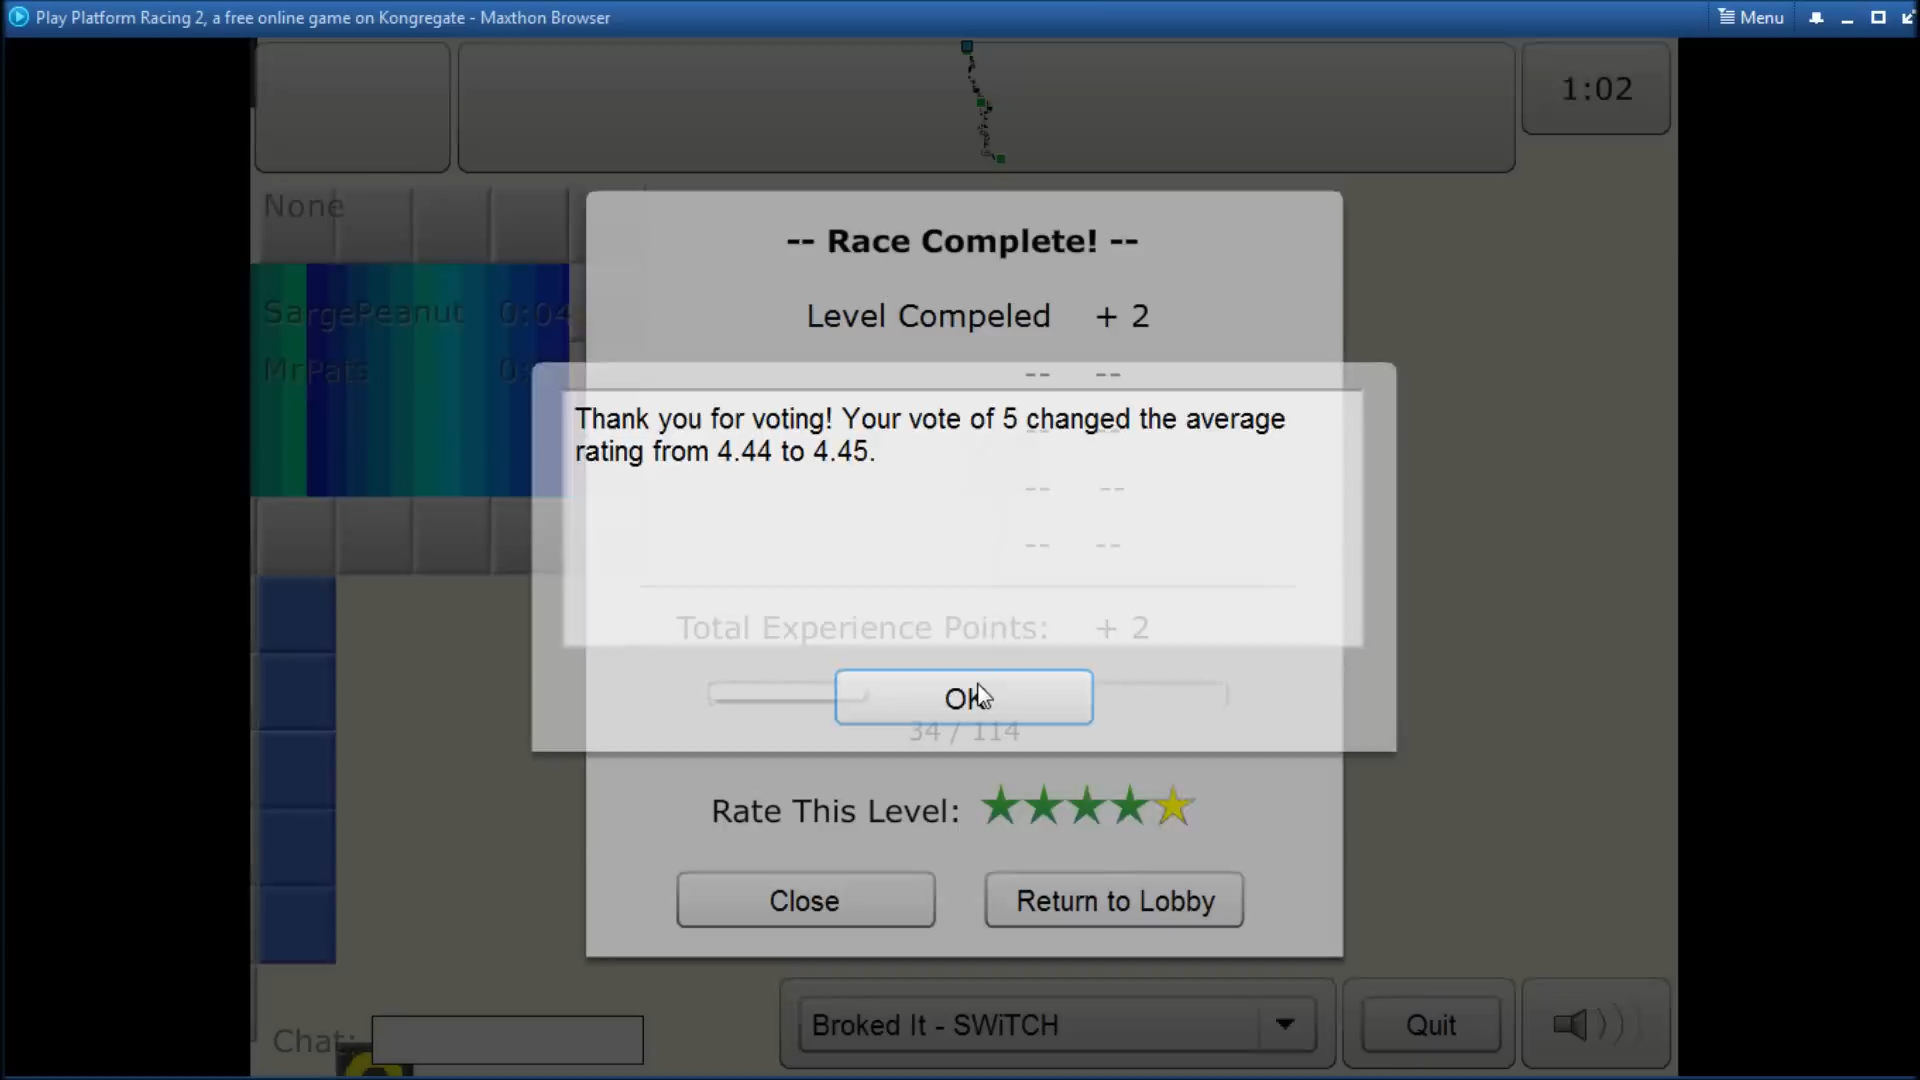 Play Platform Racing 2, a free online game on Kongregate - Maxthon Browser
Menu
1:02
None
-- Race Complete! --
SargePeanut 0:04
Level Compeled + 2
MrPats 0:
-- --
Thank you for voting! Your vote of 5 changed the average
rating from 4.44 to 4.45.
-- --
-- --
-- --
Total Experience Points: + 2
Ok
34 / 114
Rate This Level:
Close
Return to Lobby
Chat:
Broked It - SWiTCH
Quit